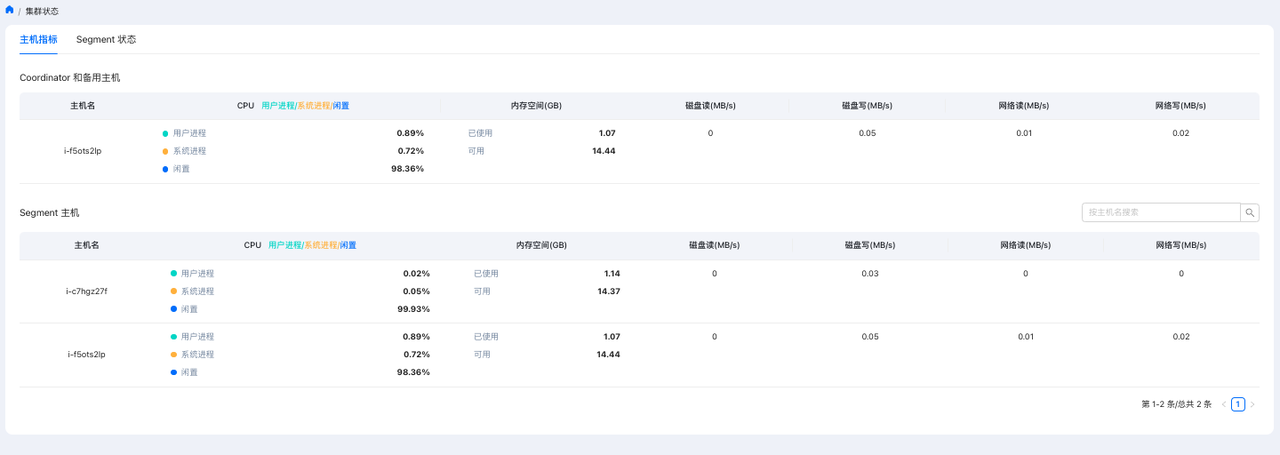 / 集群状态
主机指标 Segment 状态
Coordinator 和备用主机
主机名 CPU 用户进程/系统进程/闲置 内存空间(GB) 磁盘读(MB/s) 磁盘写(MB/s) 网络读(MB/s) 网络写(MB/s)
用户进程 0.89% 已使用 1.07 0 0.05 0.01 0.02
i-f5ots2lp 系统进程 0.72% 可用 14.44
闲置 98.36%
Segment 主机 按主机名搜索
主机名 CPU 用户进程/系统进程/闲置 内存空间(GB) 磁盘读(MB/s) 磁盘写(MB/s) 网络读(MB/s) 网络写(MB/s)
用户进程 0.02% 已使用 1.14 0 0.03 0 0
i-c7hgz27f 系统进程 0.05% 可用 14.37
闲置 99.93%
用户进程 0.89% 已使用 1.07 0 0.05 0.01 0.02
i-f5ots2lp 系统进程 0.72% 可用 14.44
闲置 98.36%
第 1-2 条/总共 2 条 1